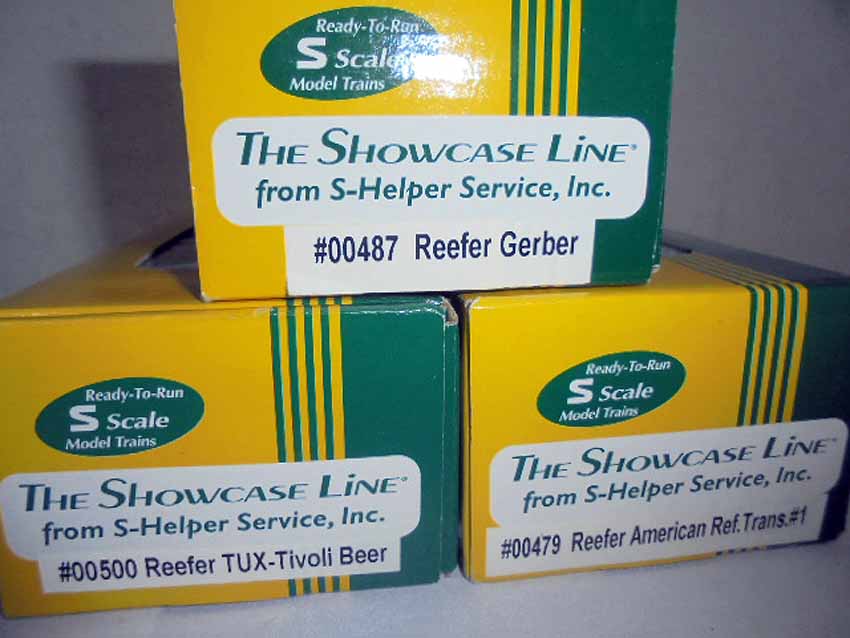 Ready-To-Run
S Scale
Model Trains
THE SHOWCASE LINE®
from S-Helper Service, Inc.
#00487 Reefer Gerber
Ready-To-Run
S Scale
Model Trains
THE SHOWCASE LINE®
from S-Helper Service, Inc.
#00500 Reefer TUX-Tivoli Beer
Ready-To-Run
S Scale
Model Trains
THE SHOWCASE LINE®
from S-Helper Service, Inc.
#00479 Reefer American Ref.Trans.#1